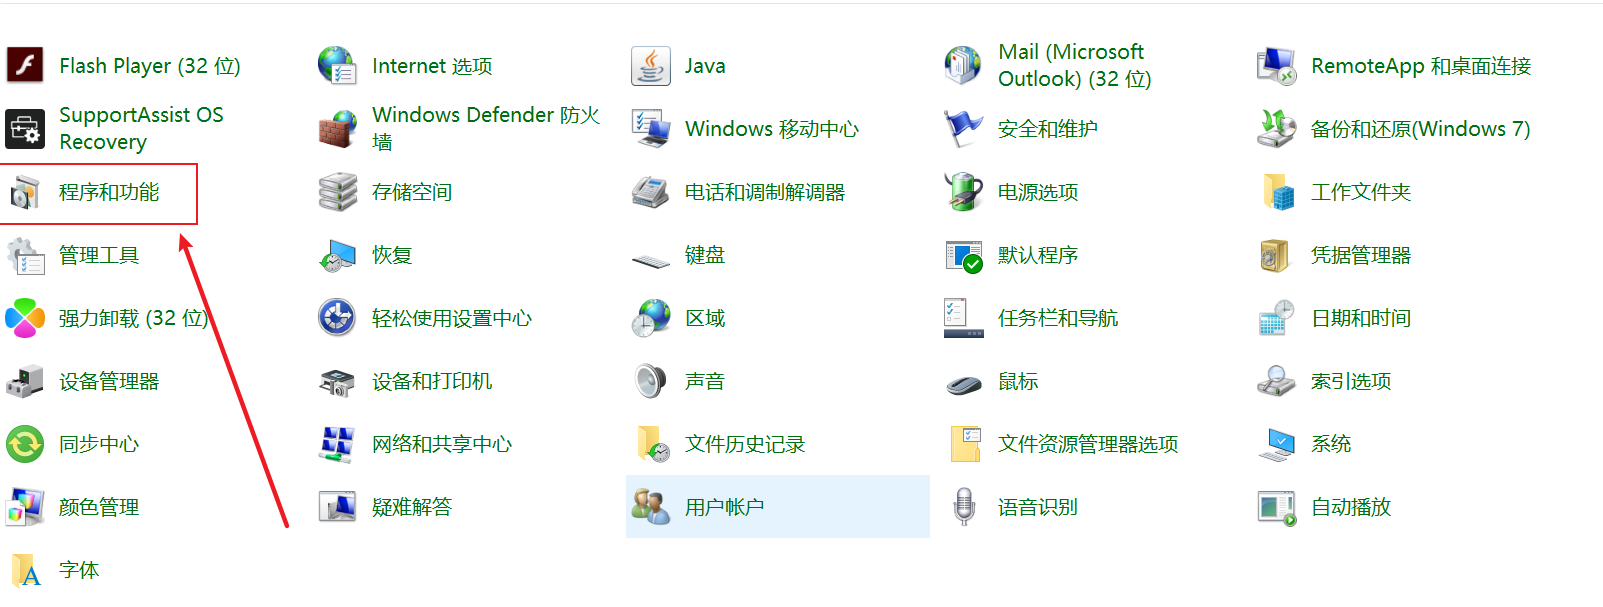 Flash Player (32 位)
Internet 选项
Java
Mail (Microsoft
Outlook) (32 位)
RemoteApp 和桌面连接
SupportAssist OS
Recovery
Windows Defender 防火
墙
Windows 移动中心
安全和维护
备份和还原(Windows 7)
程序和功能
存储空间
电话和调制解调器
电源选项
工作文件夹
管理工具
恢复
键盘
默认程序
凭据管理器
强力卸载 (32 位)
轻松使用设置中心
区域
任务栏和导航
日期和时间
设备管理器
设备和打印机
声音
鼠标
索引选项
同步中心
网络和共享中心
文件历史记录
文件资源管理器选项
系统
颜色管理
疑难解答
用户帐户
语音识别
自动播放
字体